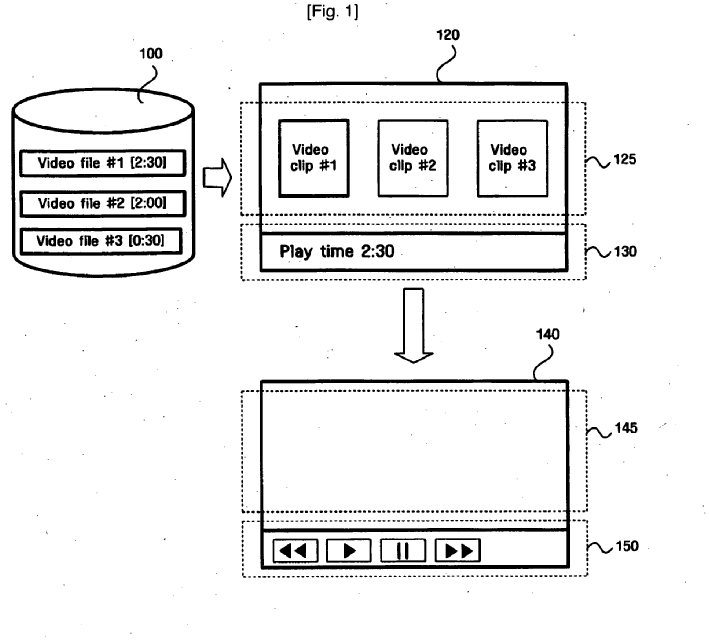 [Fig. 1]
100
120
Video file #1 [2:30]
Video file #2 [2:00]
Video file #3 [0:30]
Video
clip #1
Video
clip #2
Video
clip #3
125
Play time 2:30
130
140
145
150